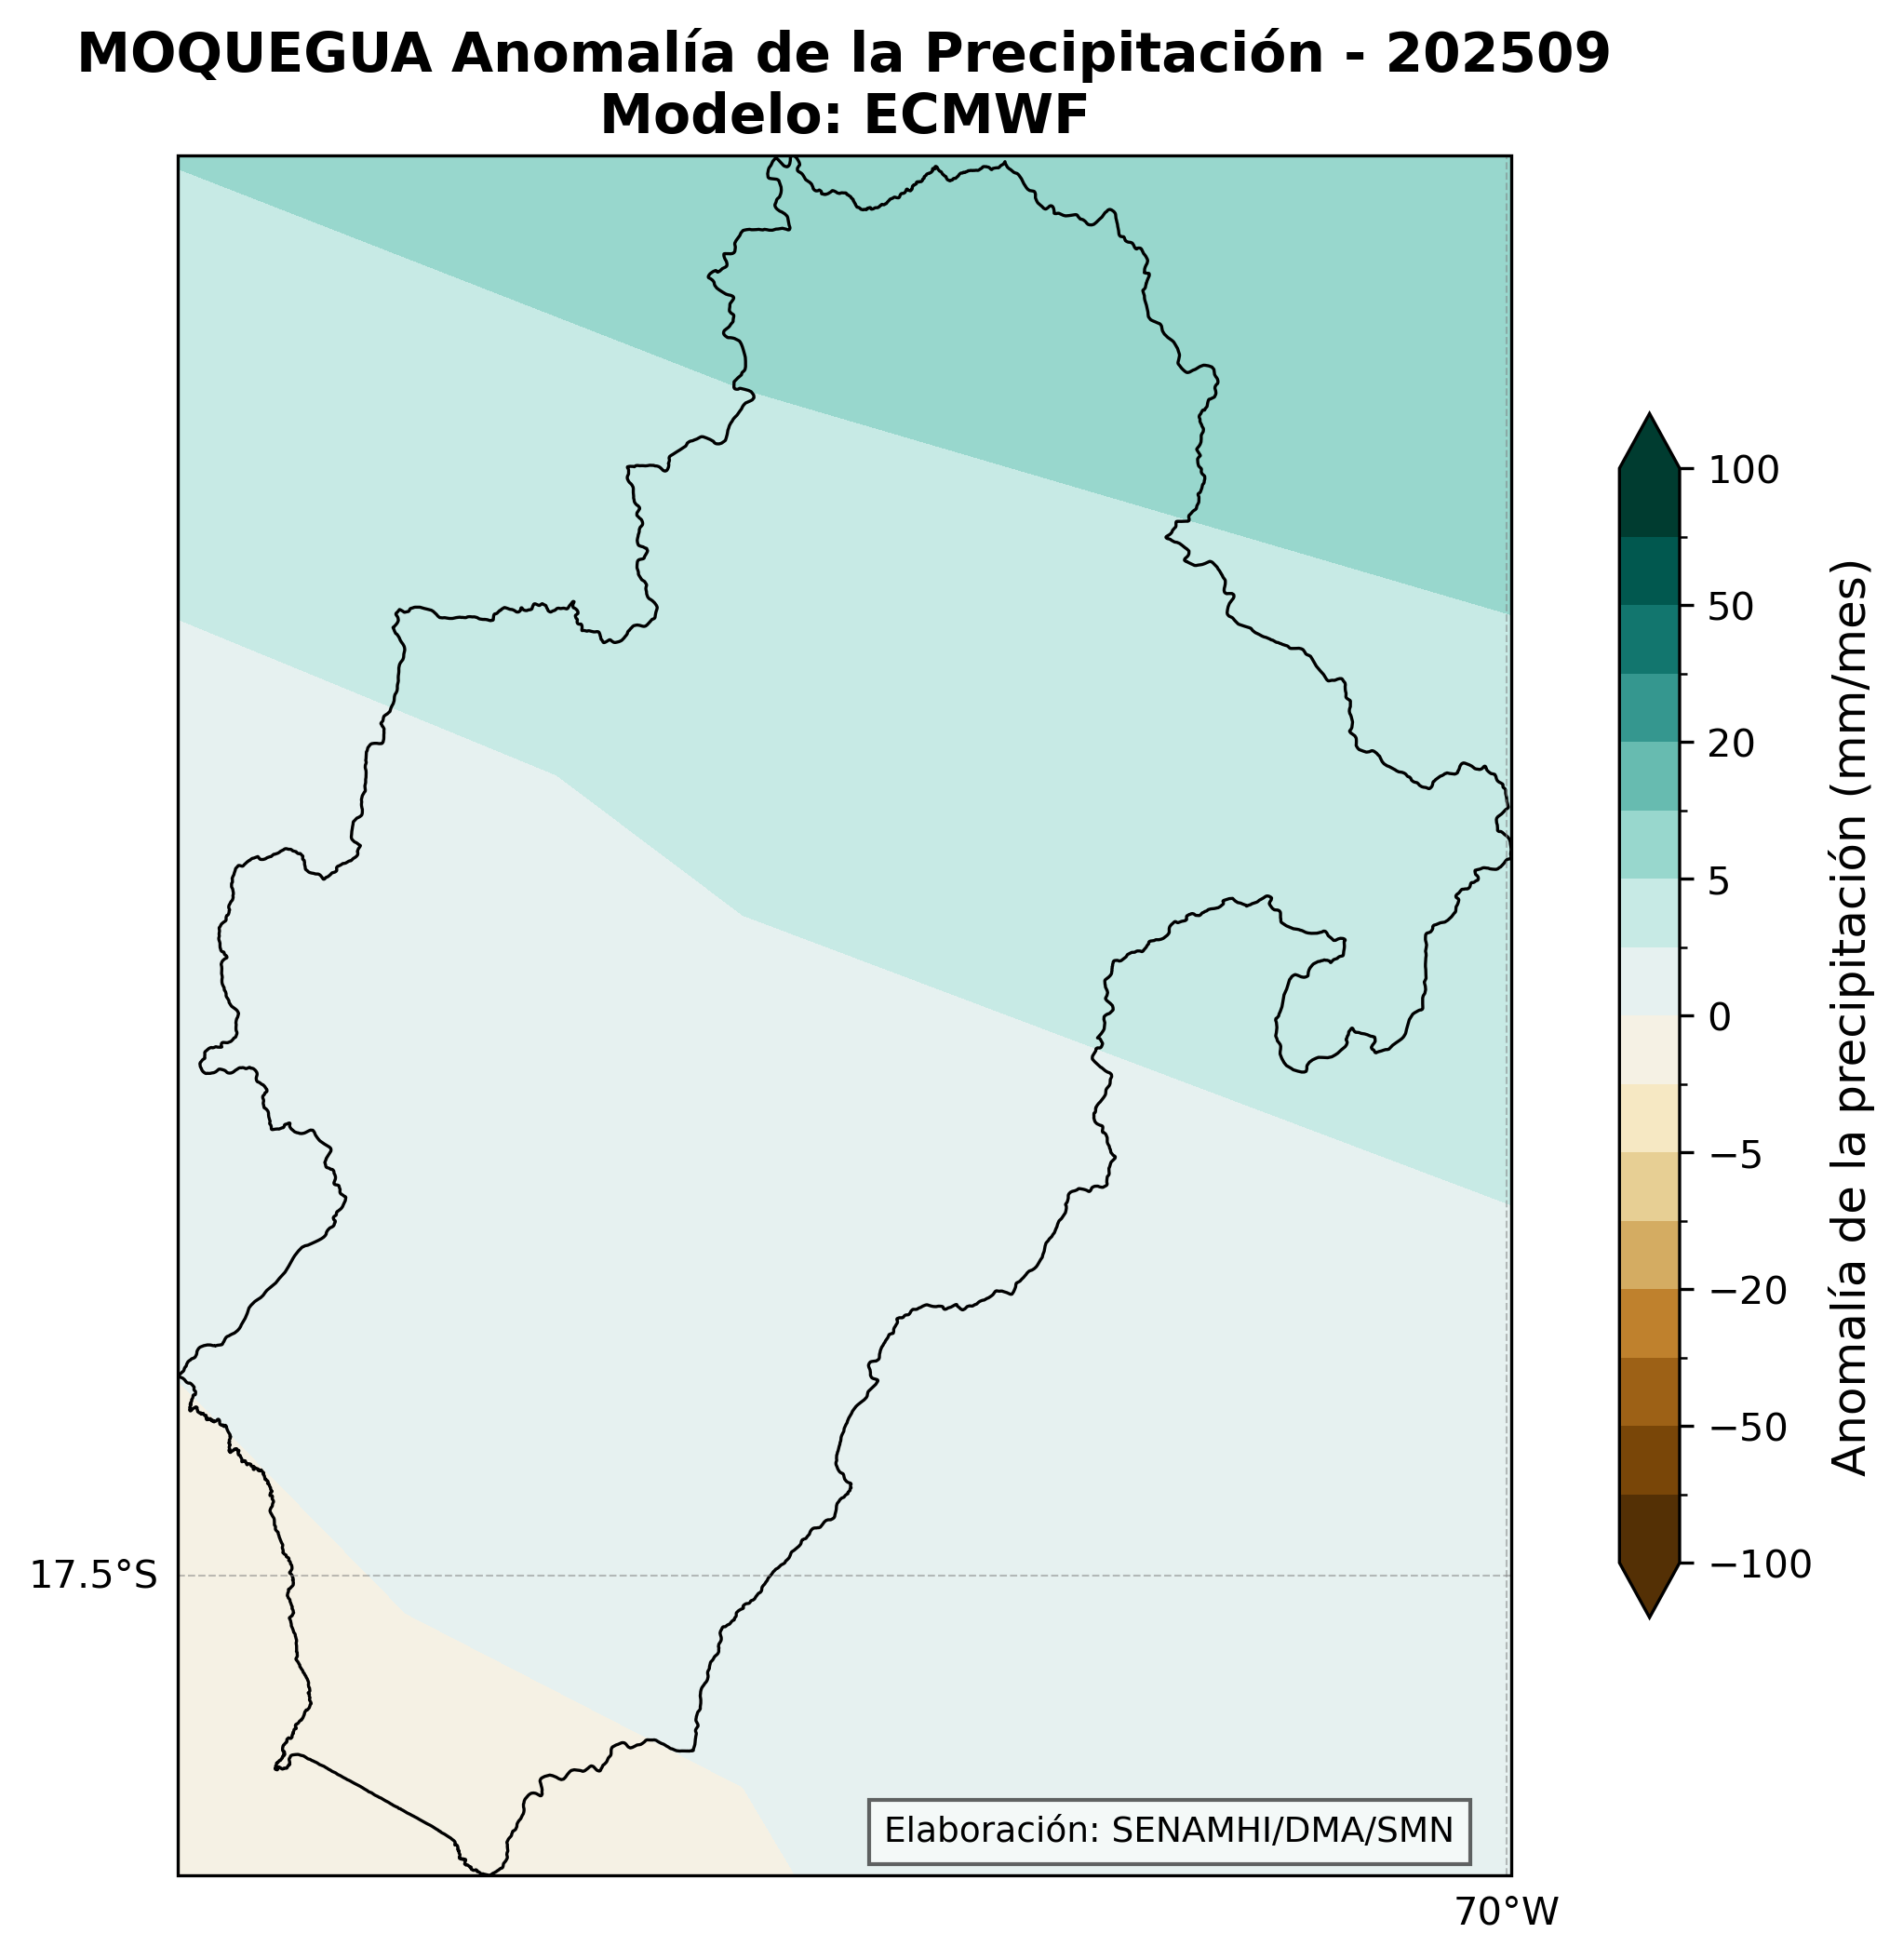 MOQUEGUA Anomalía de la Precipitación - 202509
Modelo: ECMWF
100
50
20
5
0
−5
−20
−50
−100
Anomalía de la precipitación (mm/mes)
17.5°S
Elaboración: SENAMHI/DMA/SMN
70°W